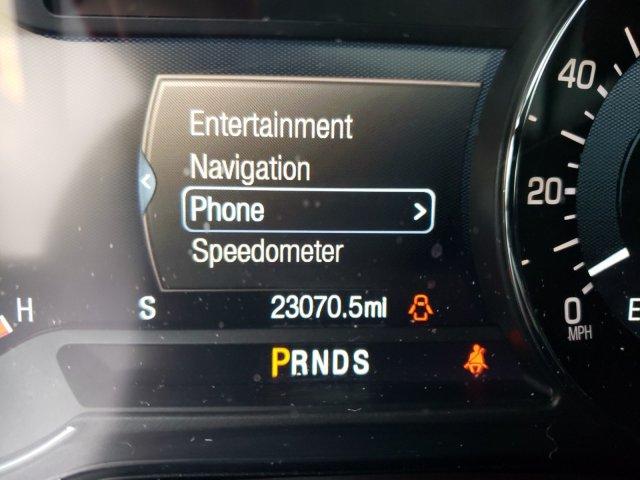 Entertainment
Navigation
Phone >
Speedometer
H S 23070.5mi
PRNDS
40
20
0
MPH
E